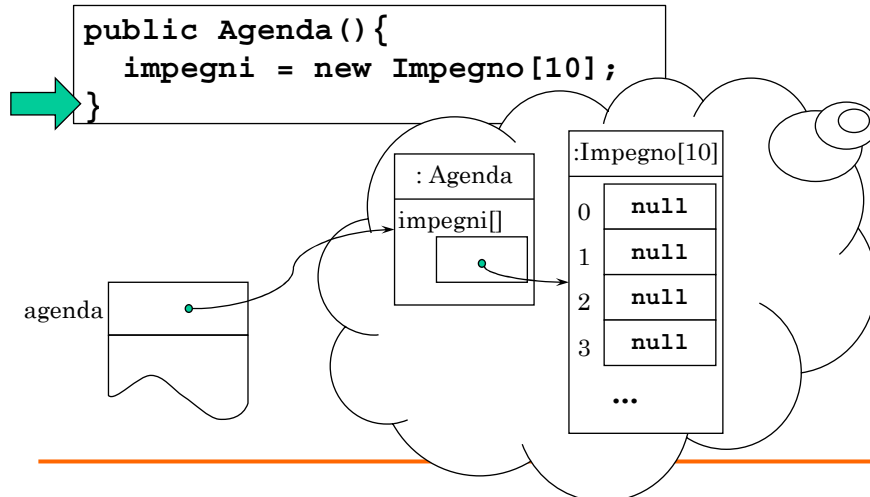 public Agenda(){
impegni = new Impegno[10];
}
:Impegno[10]
: Agenda
impegni[]
0 null
1 null
2 null
3 null
...
agenda